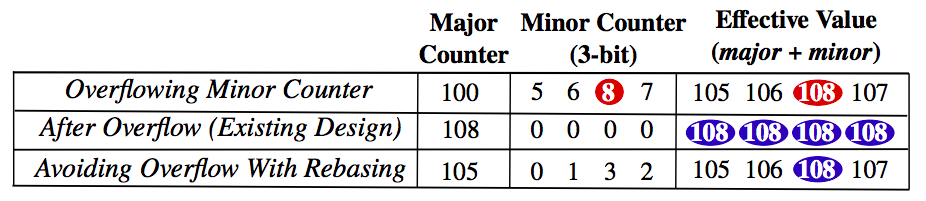 Major Minor Counter Effective Value
Counter (3-bit) (major + minor)
Overflowing Minor Counter 100 5 6 8 7 105 106 108 107
After Overflow (Existing Design) 108 0 0 0 0 108 108 108 108
Avoiding Overflow With Rebasing 105 0 1 3 2 105 106 108 107